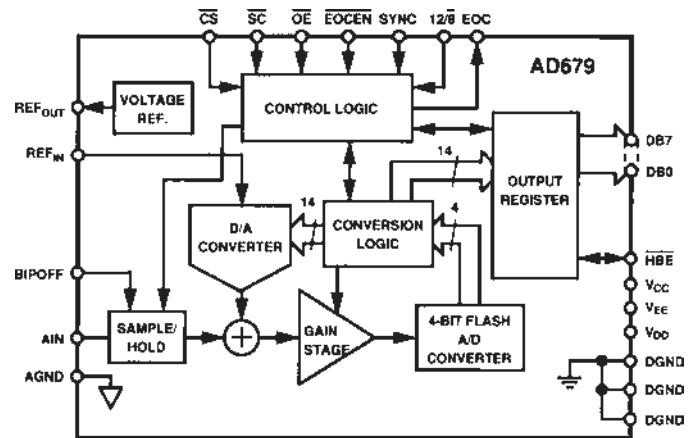 CS SC OE EOCEN SYNC 12/8 EOC
AD679
REFOUT
VOLTAGE
REF.
CONTROL LOGIC
REFIN
14
OUTPUT
REGISTER
DB7
DB0
D/A
CONVERTER
14
CONVERSION
LOGIC
4
HBE
BIPOFF
VCC
VEE
VDD
SAMPLE/
HOLD
AIN
+
GAIN
STAGE
4-BIT FLASH
A/D
CONVERTER
AGND
DGND
DGND
DGND